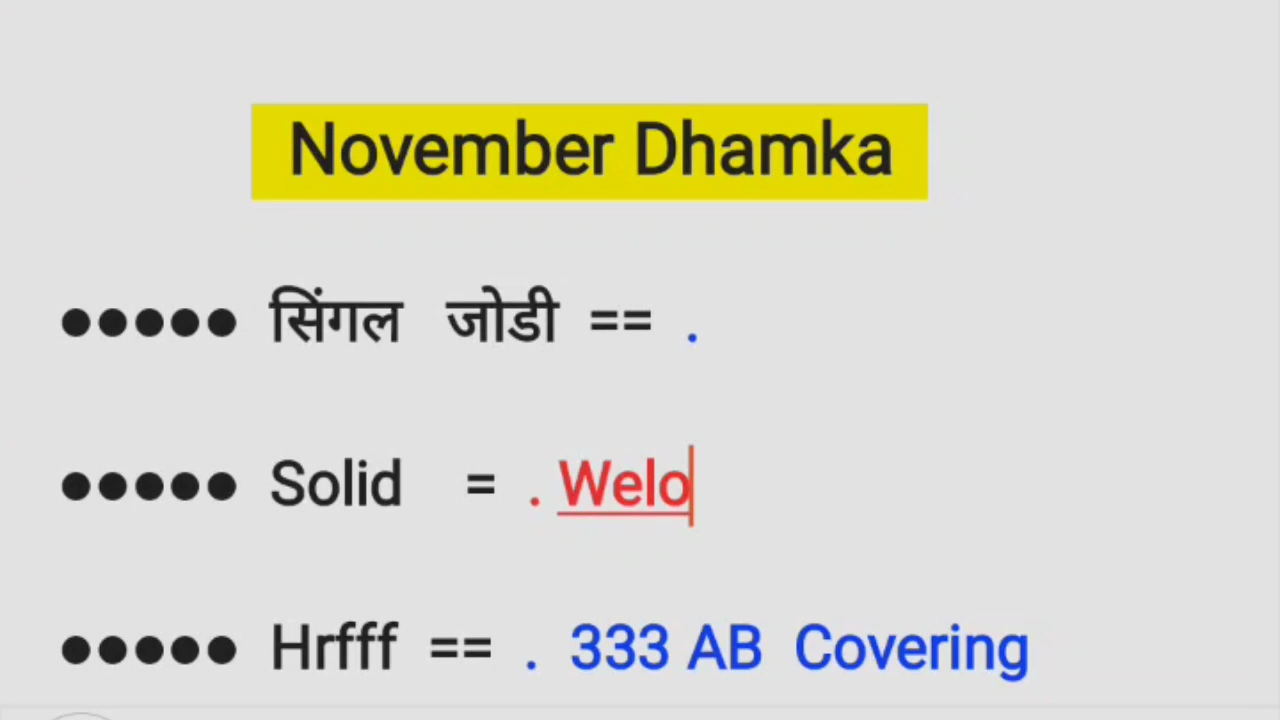 November Dhamka
●●●●● सिंगल जोडी == .
●●●●● Solid = . Welo
●●●●● Hrfff == . 333 AB Covering